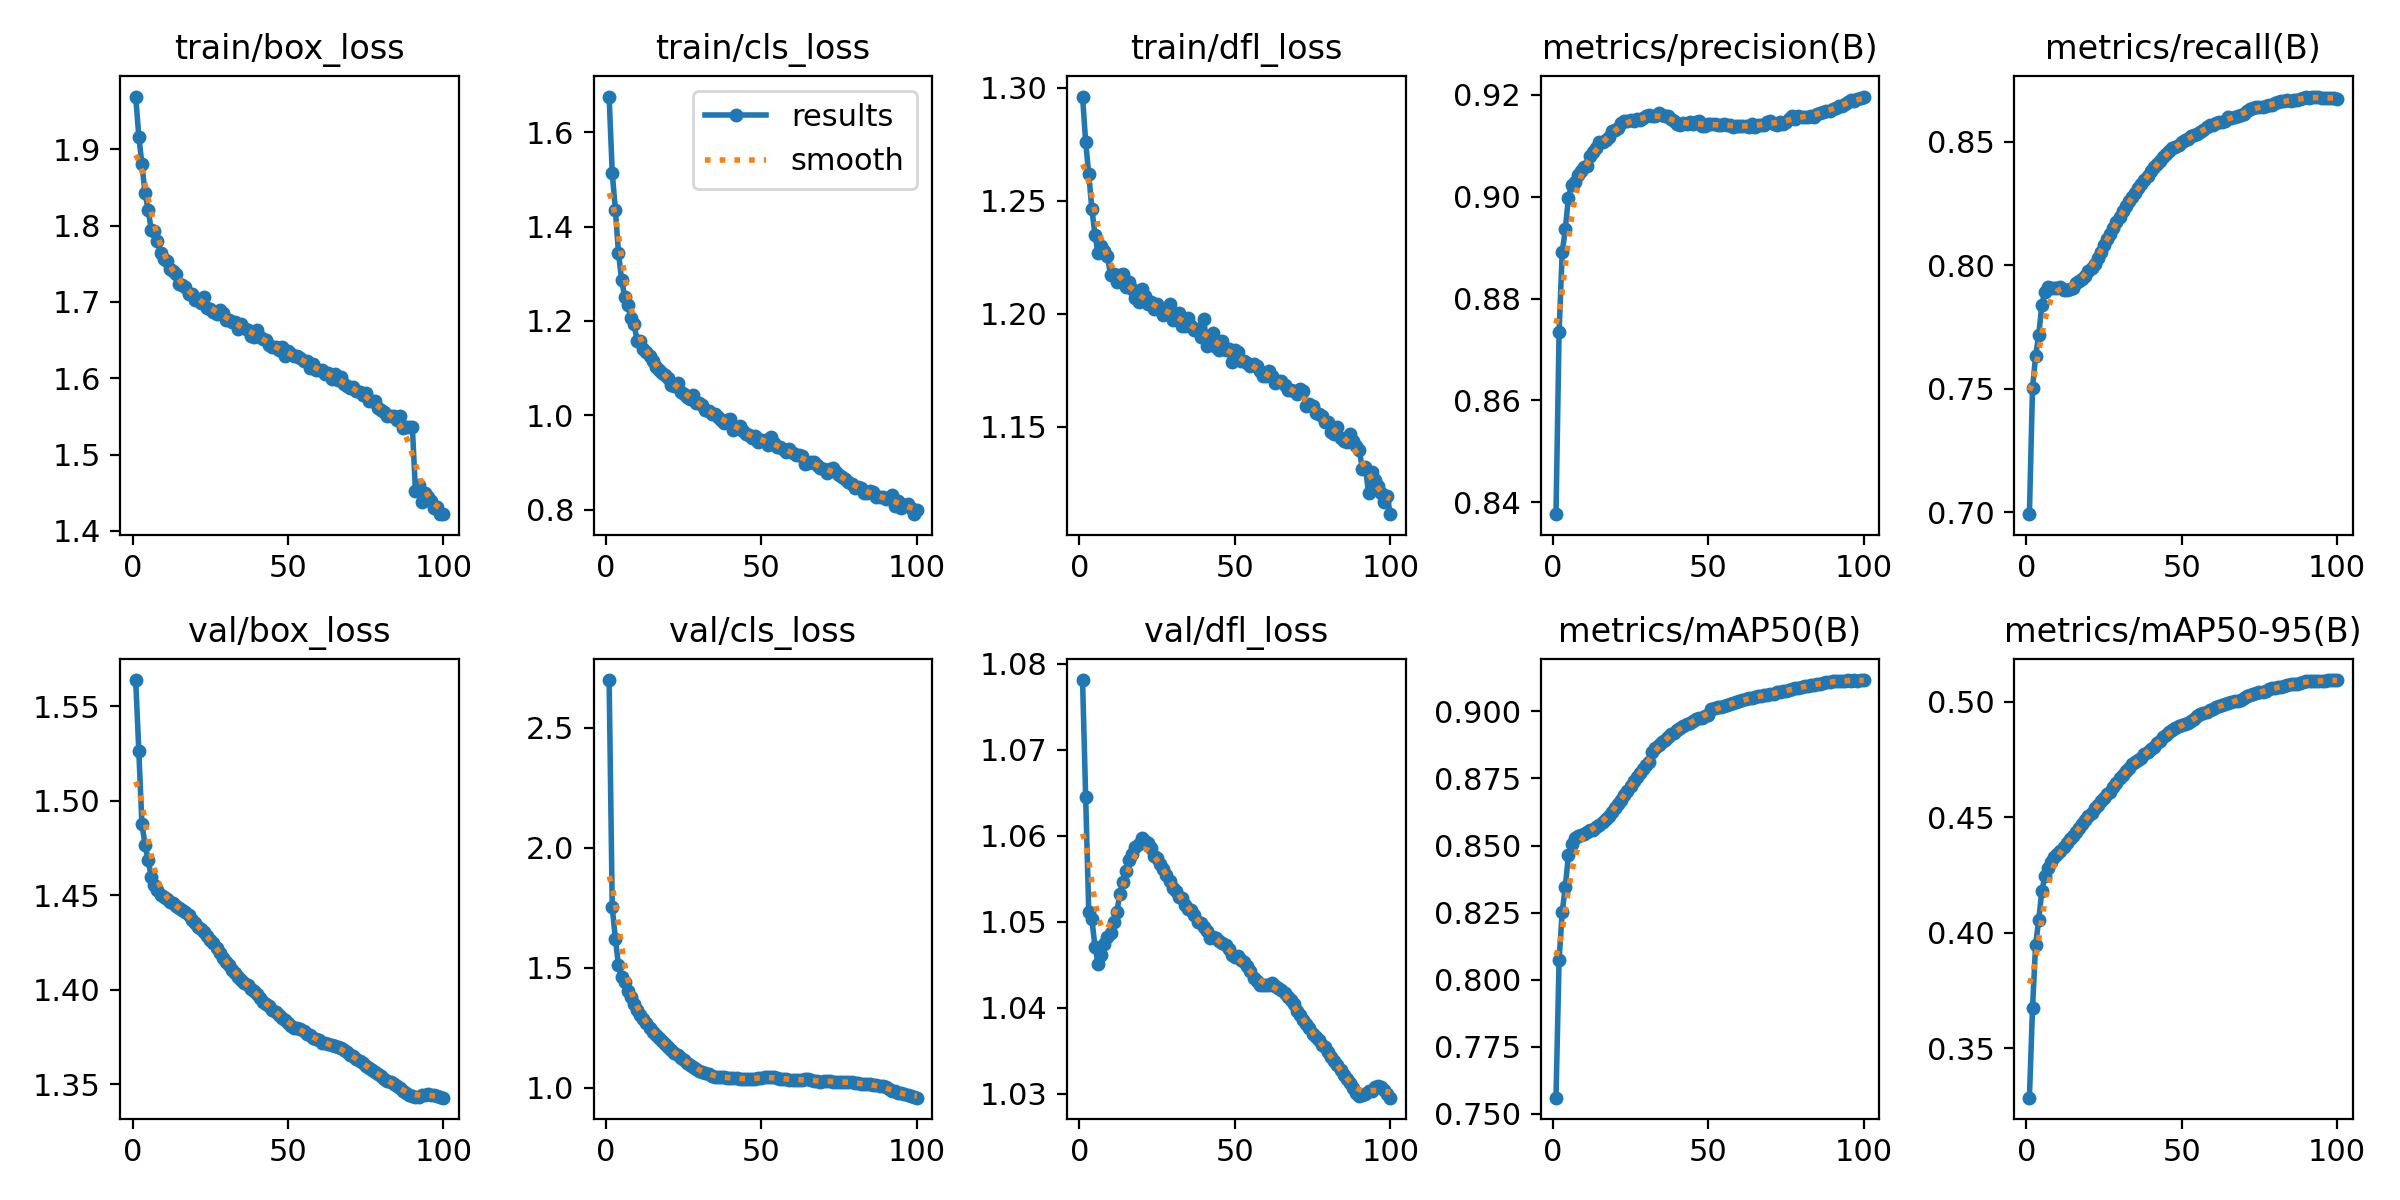 train/box_loss
1.9
1.8
1.7
1.6
1.5
1.4
0 50 100
train/cls_loss
results
smooth
1.6
1.4
1.2
1.0
0.8
0 50 100
train/dfl_loss
1.30
1.25
1.20
1.15
0 50 100
metrics/precision(B)
0.92
0.90
0.88
0.86
0.84
0 50 100
metrics/recall(B)
0.85
0.80
0.75
0.70
0 50 100
val/box_loss
1.55
1.50
1.45
1.40
1.35
0 50 100
val/cls_loss
2.5
2.0
1.5
1.0
0 50 100
val/dfl_loss
1.08
1.07
1.06
1.05
1.04
1.03
0 50 100
metrics/mAP50(B)
0.900
0.875
0.850
0.825
0.800
0.775
0.750
0 50 100
metrics/mAP50-95(B)
0.50
0.45
0.40
0.35
0 50 100